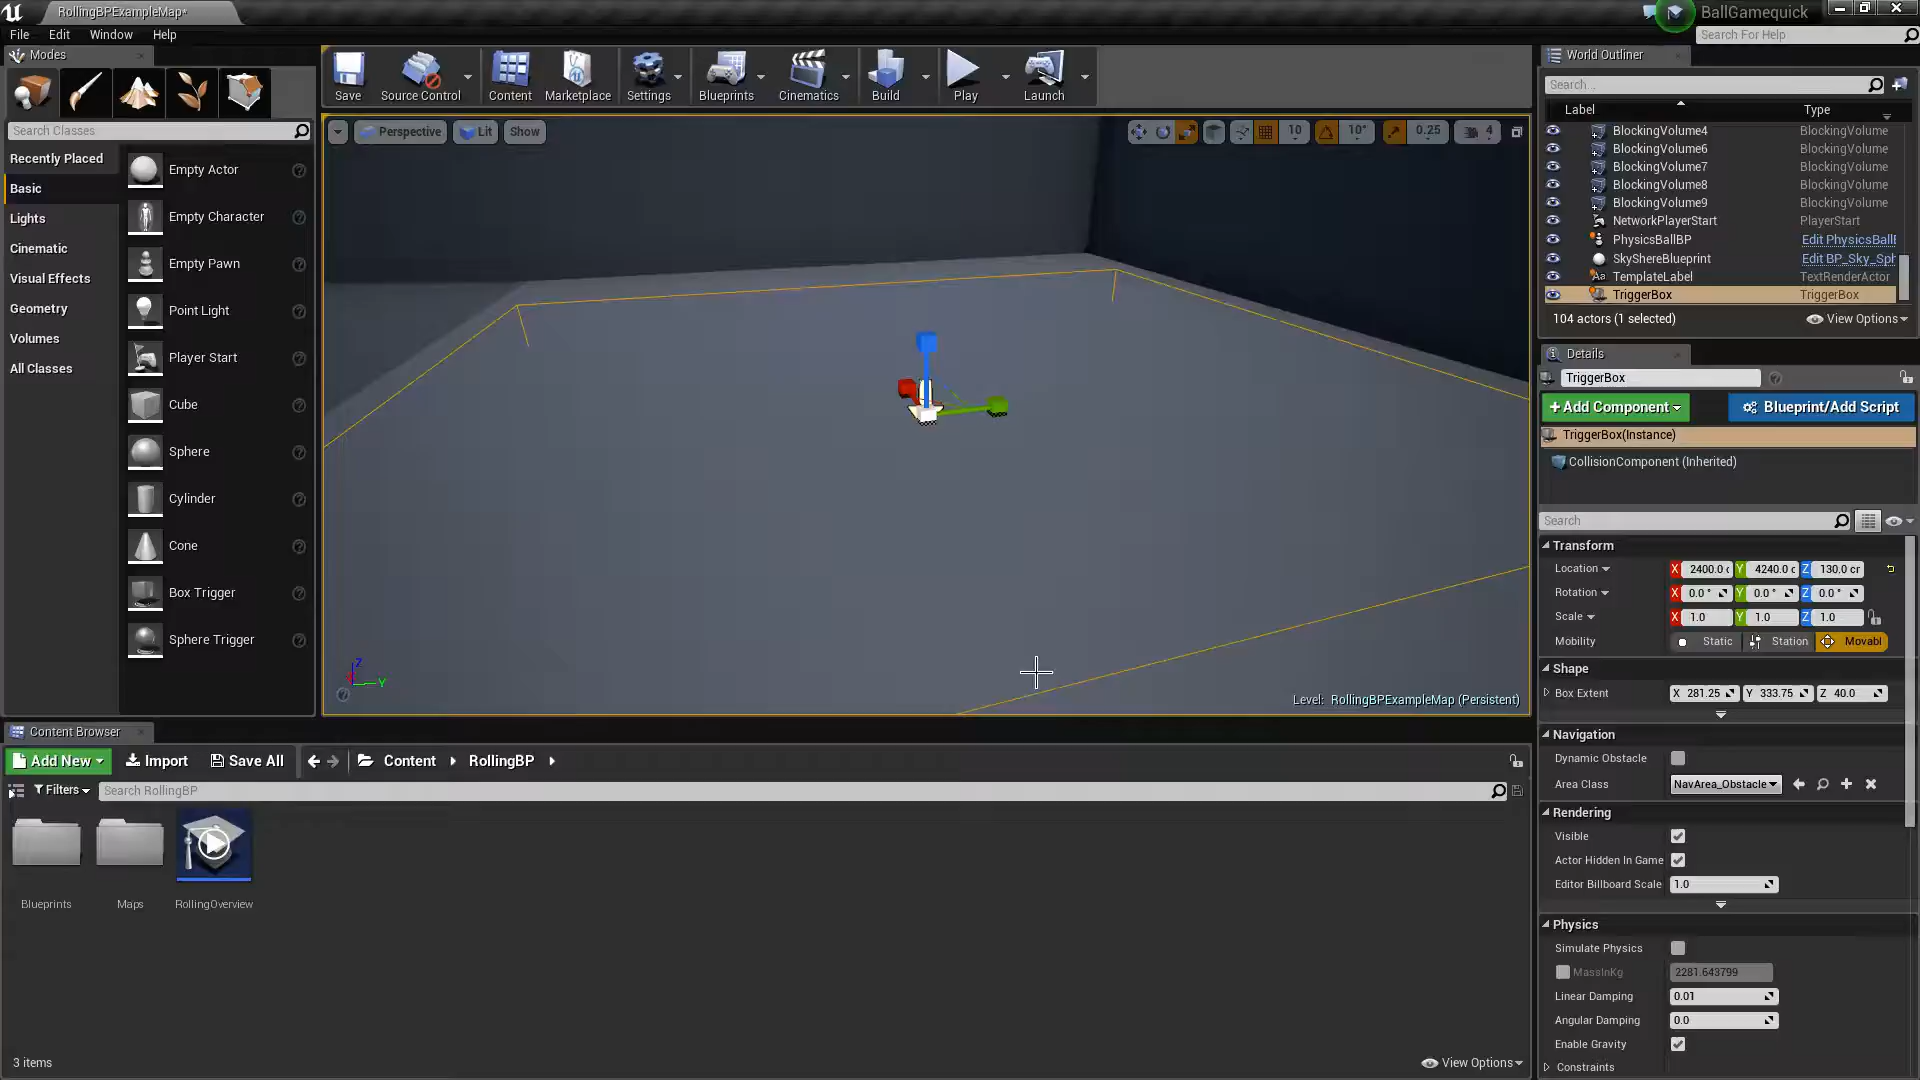 RollingBPExampleMap*
BallGamequick
File
Edit
Window
Help
Search For Help
Modes
Search Classes
Recently Placed
Basic
Lights
Cinematic
Visual Effects
Geometry
Volumes
All Classes
Empty Actor
Empty Character
Empty Pawn
Point Light
Player Start
Cube
Sphere
Cylinder
Cone
Box Trigger
Sphere Trigger
Save
Source Control
Content
Marketplace
Settings
Blueprints
Cinematics
Build
Play
Launch
Perspective
Lit
Show
10
10°
0.25
4
Z
Y
Level: RollingBPExampleMap (Persistent)
World Outliner
Search...
Label
Type
BlockingVolume4 BlockingVolume
BlockingVolume6 BlockingVolume
BlockingVolume7 BlockingVolume
BlockingVolume8 BlockingVolume
BlockingVolume9 BlockingVolume
NetworkPlayerStart PlayerStart
PhysicsBallBP Edit PhysicsBallB
SkyShereBlueprint Edit BP_Sky_Sph
TemplateLabel TextRenderActor
TriggerBox TriggerBox
104 actors (1 selected)
View Options
Details
TriggerBox
+Add Component
Blueprint/Add Script
TriggerBox(Instance)
CollisionComponent (Inherited)
Search
Transform
Location X 2400.0 c Y 4240.0 c Z 130.0 cr
Rotation X 0.0 ° Y 0.0 ° Z 0.0 °
Scale X 1.0 Y 1.0 Z 1.0
Mobility Static Station Movabl
Shape
Box Extent X 281.25 Y 333.75 Z 40.0
Navigation
Dynamic Obstacle
Area Class NavArea_Obstacle
Rendering
Visible
Actor Hidden In Game
Editor Billboard Scale 1.0
Physics
Simulate Physics
MassInKg 2281.643799
Linear Damping 0.01
Angular Damping 0.0
Enable Gravity
Constraints
Content Browser
Add New
Import
Save All
Content
RollingBP
Filters
Search RollingBP
Blueprints
Maps
RollingOverview
3 items
View Options